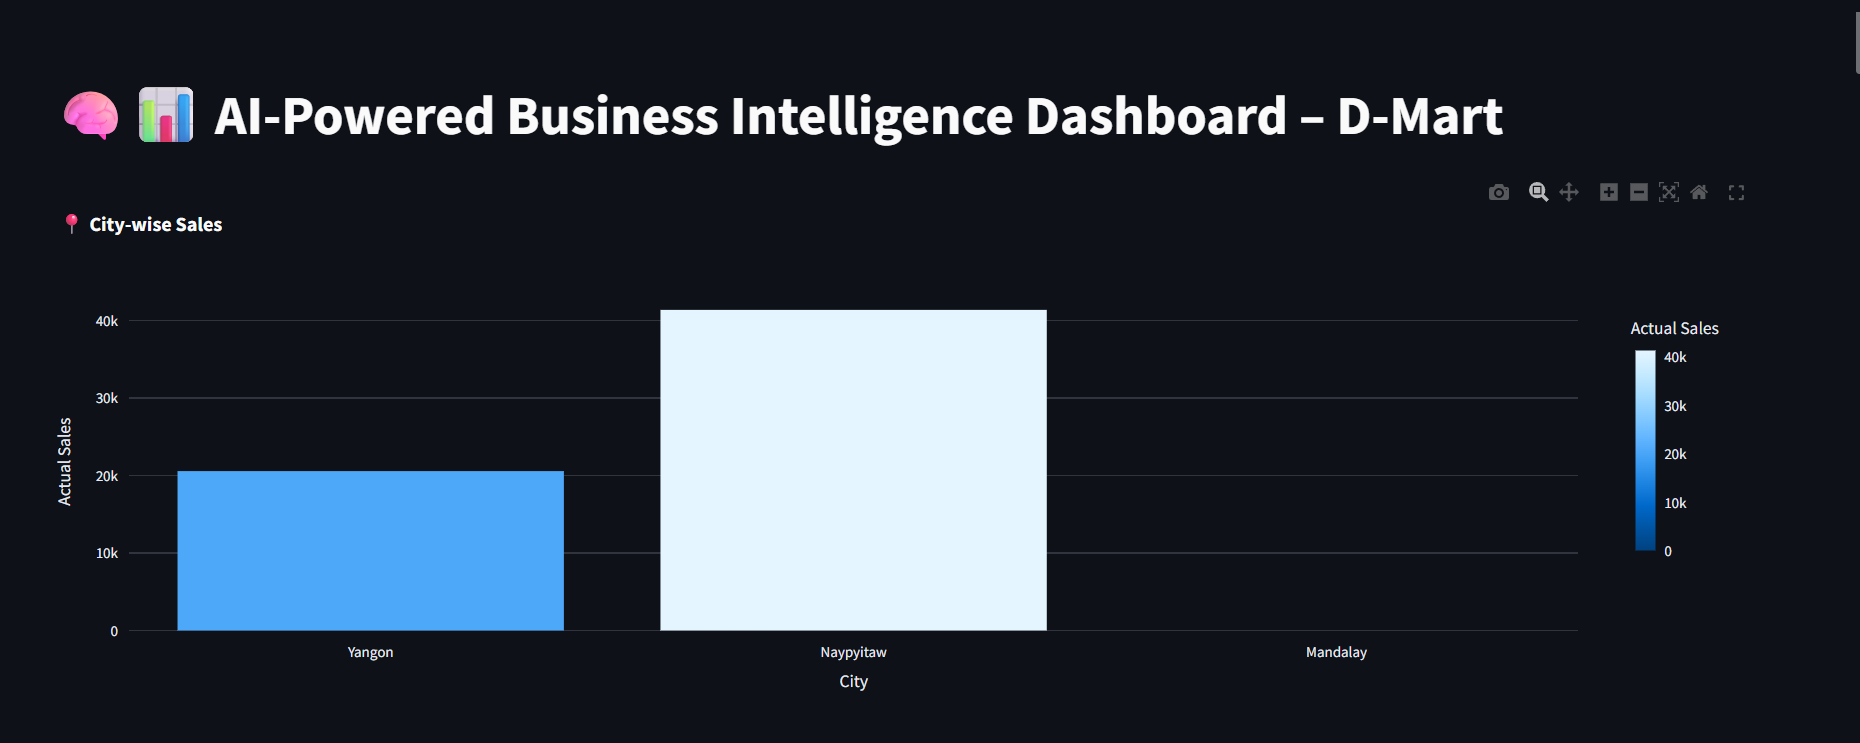 AI-Powered Business Intelligence Dashboard – D-Mart
City-wise Sales
Actual Sales
40k
30k
20k
10k
0
Yangon
Naypyitaw
Mandalay
City
Actual Sales
40k
30k
20k
10k
0